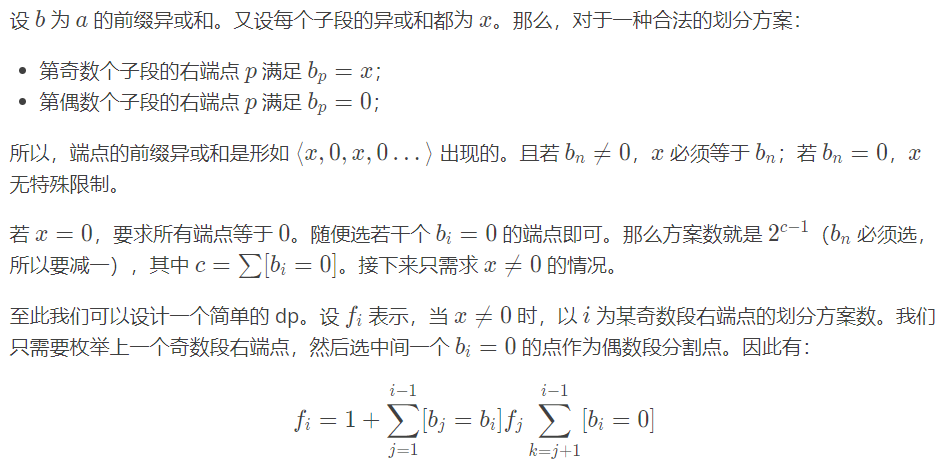 设 b 为 a 的前缀异或和。又设每个子段的异或和都为 x。那么，对于一种合法的划分方案：
• 第奇数个子段的右端点 p 满足 b_p = x；
• 第偶数个子段的右端点 p 满足 b_p = 0；
所以，端点的前缀异或和是形如 ⟨x, 0, x, 0 …⟩ 出现的。且若 b_n ≠ 0，x 必须等于 b_n；若 b_n = 0，x
无特殊限制。
若 x = 0，要求所有端点等于 0。随便选若干个 b_i = 0 的端点即可。那么方案数就是 2^{c−1}（b_n 必须选，
所以要减一），其中 c = ∑[b_i = 0]。接下来只需求 x ≠ 0 的情况。
至此我们可以设计一个简单的 dp。设 f_i 表示，当 x ≠ 0 时，以 i 为某奇数段右端点的划分方案数。我们
只需要枚举上一个奇数段右端点，然后选中间一个 b_i = 0 的点作为偶数段分割点。因此有：
f_i = 1 + ∑_{j=1}^{i−1} [b_j = b_i] f_j ∑_{k=j+1}^{i−1} [b_i = 0]